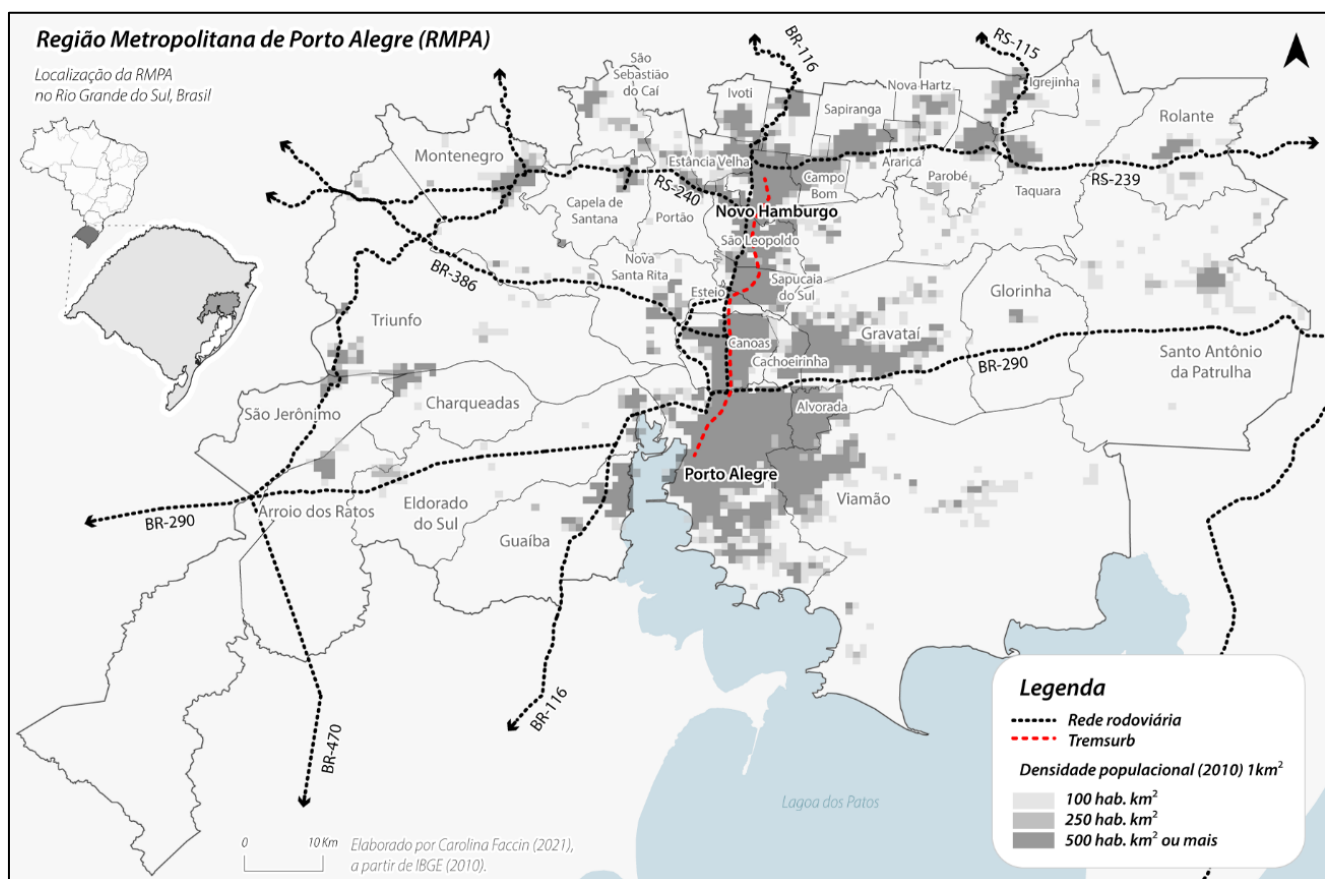 Região Metropolitana de Porto Alegre (RMPA)
Localização da RMPA
no Rio Grande do Sul, Brasil
BR-116
RS-115
São
Sebastião
do Caí
Ivoti
Nova Hartz
Igrejinha
Sapiranga
Rolante
Montenegro
Estância Velha
Araricá
Campo
Bom
Parobé
Taquara
RS-239
RS-240
Capela de
Santana
Portão
Novo Hamburgo
São Leopoldo
BR-386
Nova
Santa Rita
Esteio
Sapucaia
do Sul
Glorinha
Triunfo
Canoas
Gravataí
Cachoeirinha
BR-290
Santo Antônio
da Patrulha
São Jerônimo
Charqueadas
Alvorada
Porto Alegre
Viamão
BR-290
Arroio dos Ratos
Eldorado
do Sul
Guaíba
BR-116
BR-470
Lagoa dos Patos
0 10 Km
Elaborado por Carolina Faccin (2021),
a partir de IBGE (2010).
Legenda
Rede rodoviária
Tremsurb
Densidade populacional (2010) 1km²
100 hab. km²
250 hab. km²
500 hab. km² ou mais